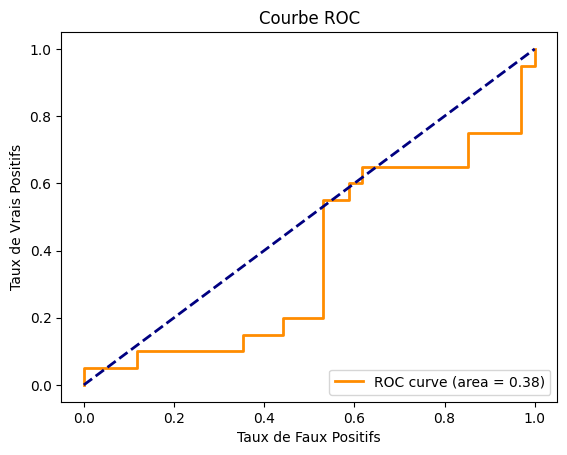 Courbe ROC
Taux de Vrais Positifs
1.0
0.8
0.6
0.4
0.2
0.0
ROC curve (area = 0.38)
0.0 0.2 0.4 0.6 0.8 1.0
Taux de Faux Positifs